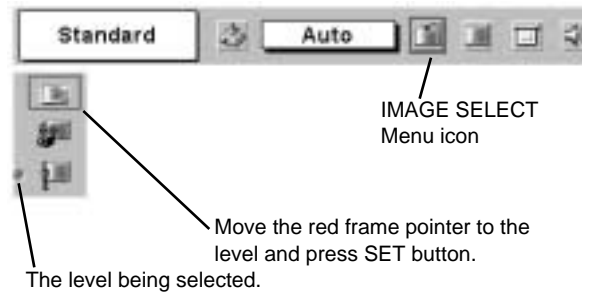 Standard
Auto
IMAGE SELECT
Menu icon
Move the red frame pointer to the
level and press SET button.
The level being selected.